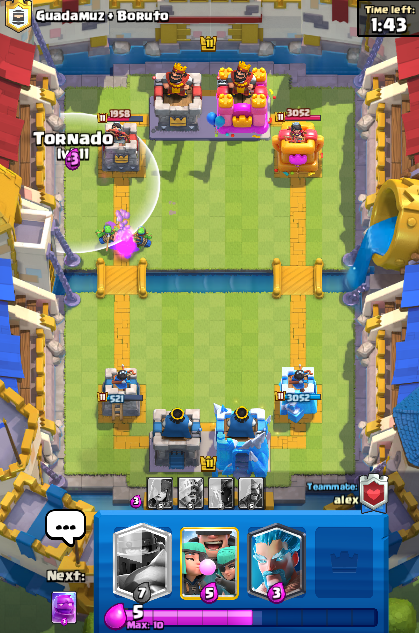 Guadamuz + Boruto
Time left:
1:43
1958
3052
Tornado
lvl 11
3
521
3052
Teammate:
alex
3
...
7
5
3
Next:
5
Max: 10